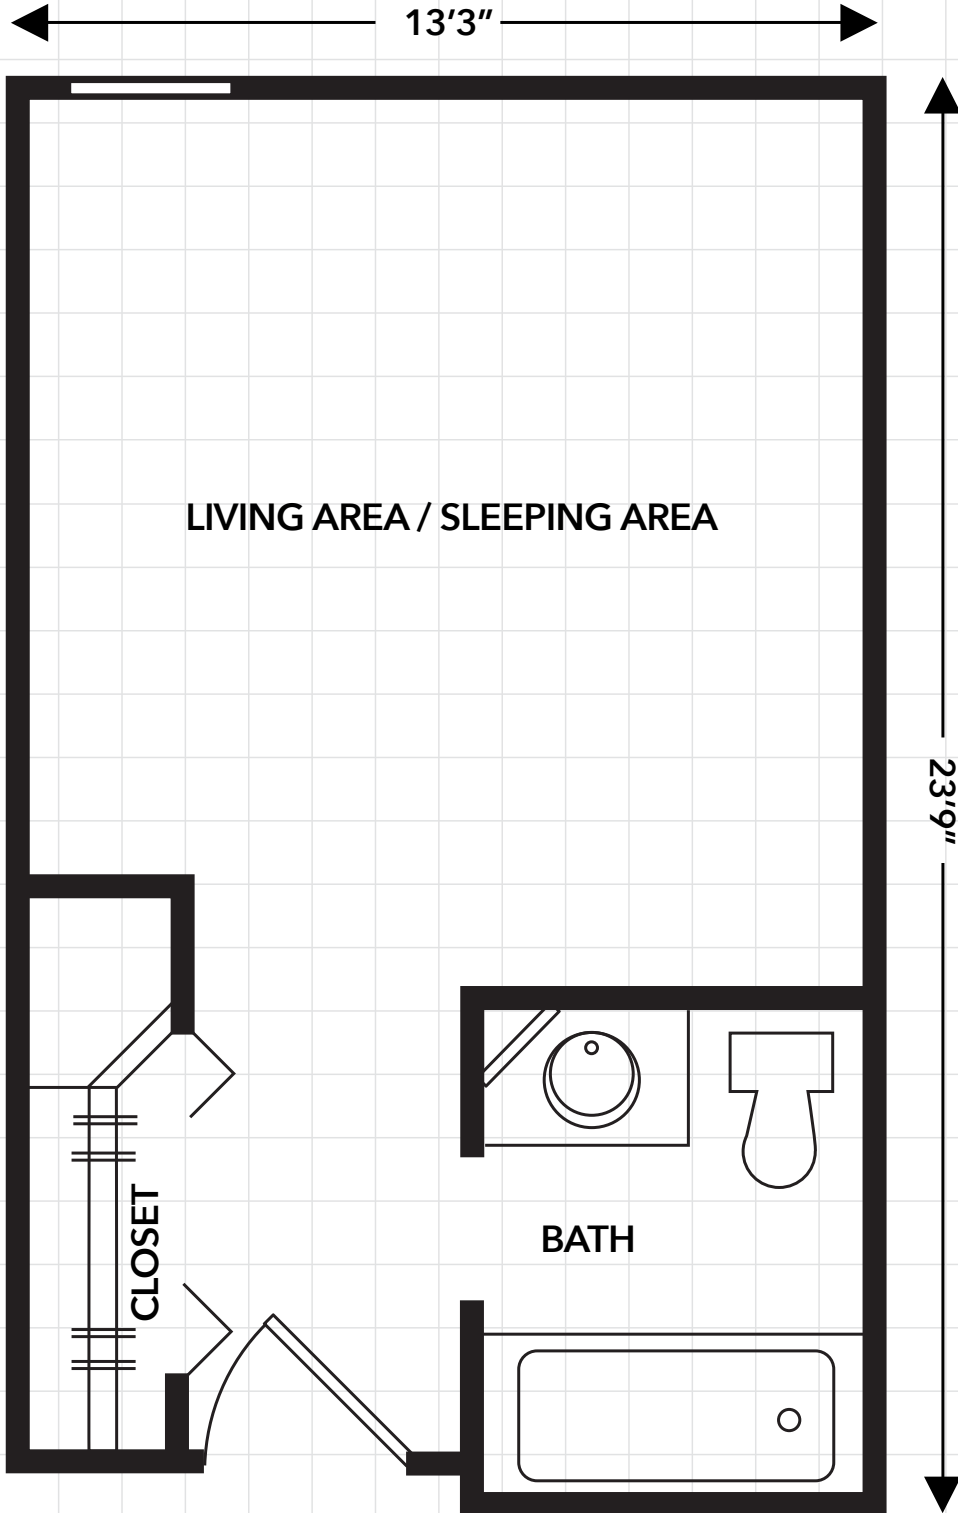 13’3”
LIVING AREA / SLEEPING AREA
23’9”
CLOSET
BATH